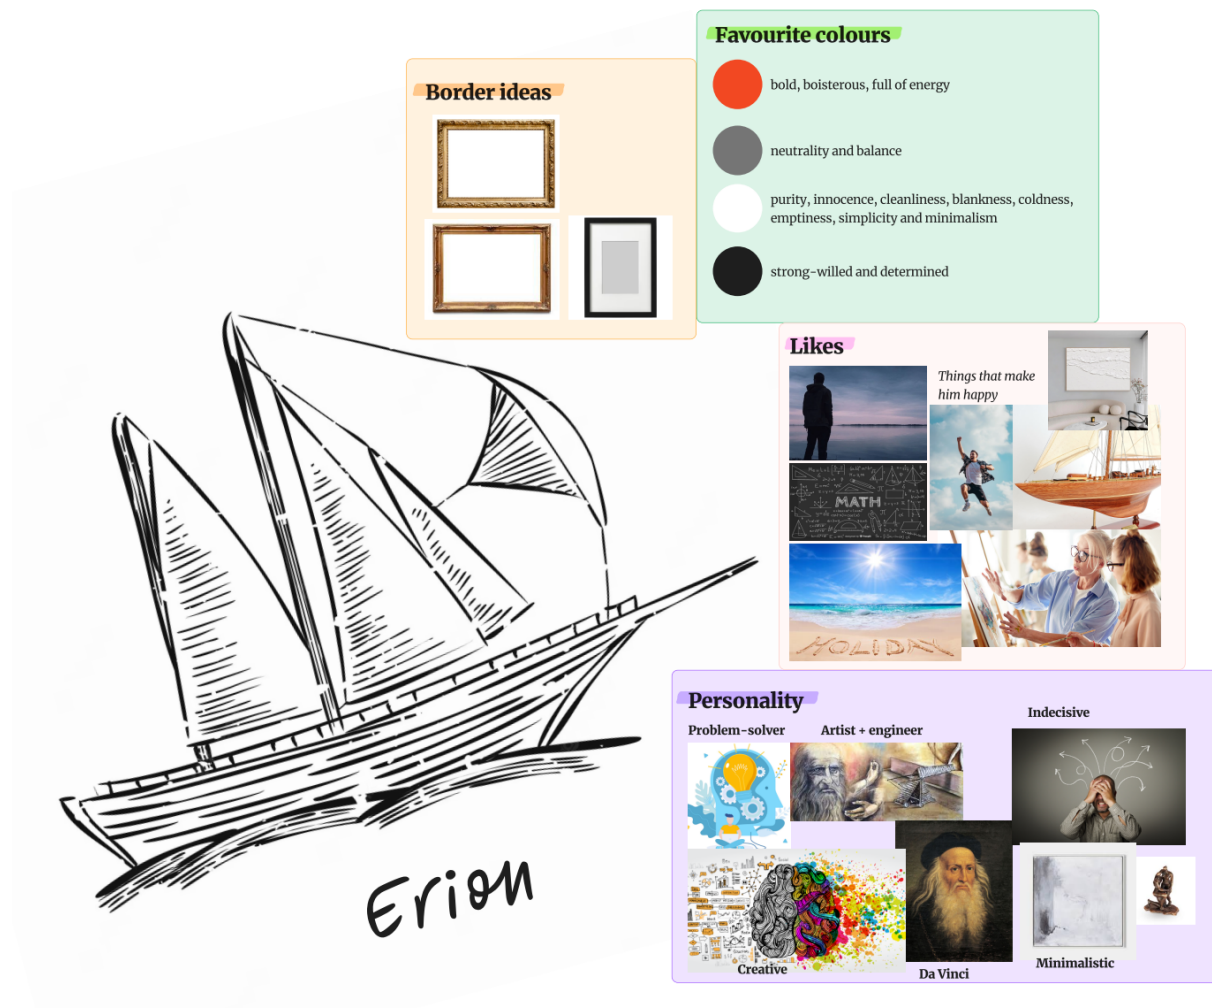 Favourite colours
bold, boisterous, full of energy
neutrality and balance
purity, innocence, cleanliness, blankness, coldness,
emptiness, simplicity and minimalism
strong-willed and determined
Border ideas
Likes
Things that make
him happy
MATH
HOLIDAY
Personality
Problem-solver
Artist + engineer
Indecisive
Creative
Da Vinci
Minimalistic
Erion